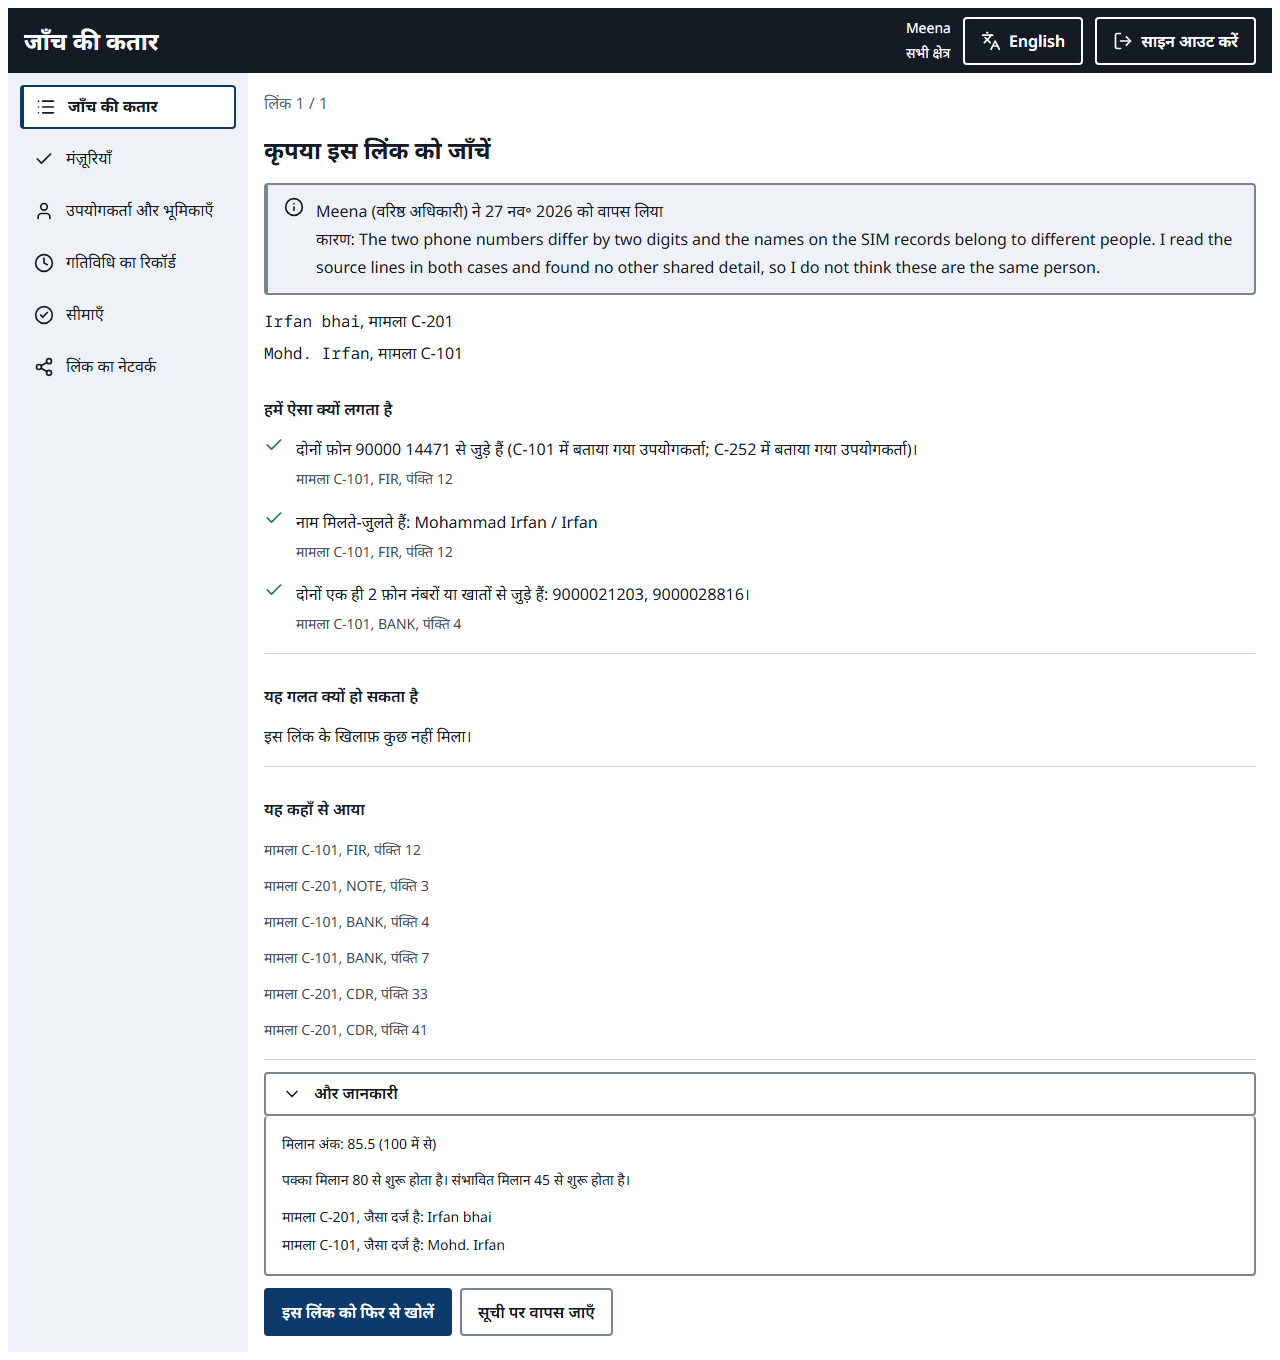 जाँच की कतार
Meena
सभी क्षेत्र
English
साइन आउट करें
जाँच की कतार
मंज़ूरियाँ
उपयोगकर्ता और भूमिकाएँ
गतिविधि का रिकॉर्ड
सीमाएँ
लिंक का नेटवर्क
लिंक 1 / 1
कृपया इस लिंक को जाँचें
Meena (वरिष्ठ अधिकारी) ने 27 नव॰ 2026 को वापस लिया
कारण: The two phone numbers differ by two digits and the names on the SIM records belong to different people. I read the
source lines in both cases and found no other shared detail, so I do not think these are the same person.
Irfan bhai, मामला C-201
Mohd. Irfan, मामला C-101
हमें ऐसा क्यों लगता है
दोनों फ़ोन 90000 14471 से जुड़े हैं (C-101 में बताया गया उपयोगकर्ता; C-252 में बताया गया उपयोगकर्ता)।
मामला C-101, FIR, पंक्ति 12
नाम मिलते-जुलते हैं: Mohammad Irfan / Irfan
मामला C-101, FIR, पंक्ति 12
दोनों एक ही 2 फ़ोन नंबरों या खातों से जुड़े हैं: 9000021203, 9000028816।
मामला C-101, BANK, पंक्ति 4
यह गलत क्यों हो सकता है
इस लिंक के खिलाफ़ कुछ नहीं मिला।
यह कहाँ से आया
मामला C-101, FIR, पंक्ति 12
मामला C-201, NOTE, पंक्ति 3
मामला C-101, BANK, पंक्ति 4
मामला C-101, BANK, पंक्ति 7
मामला C-201, CDR, पंक्ति 33
मामला C-201, CDR, पंक्ति 41
और जानकारी
मिलान अंक: 85.5 (100 में से)
पक्का मिलान 80 से शुरू होता है। संभावित मिलान 45 से शुरू होता है।
मामला C-201, जैसा दर्ज है: Irfan bhai
मामला C-101, जैसा दर्ज है: Mohd. Irfan
इस लिंक को फिर से खोलें
सूची पर वापस जाएँ